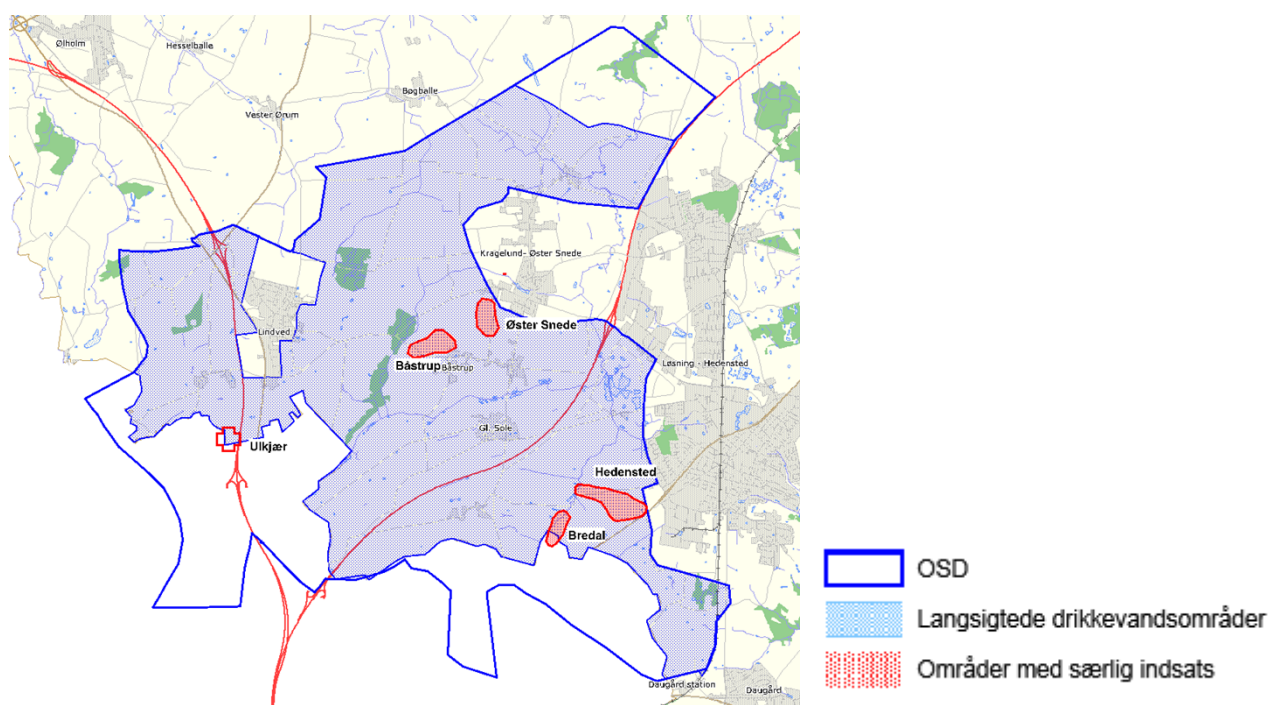 Ølholm
Hesselballe
Bøgballe
Vester Ørum
Kragelund- Øster Snede
Øster Snede
Lindved
Båstrup
Båstrup
Løsning - Hedensted
Gl. Sole
Ulkjær
Hedensted
Bredal
Daugård station
Daugård
OSD
Langsigtede drikkevandsområder
Områder med særlig indsats